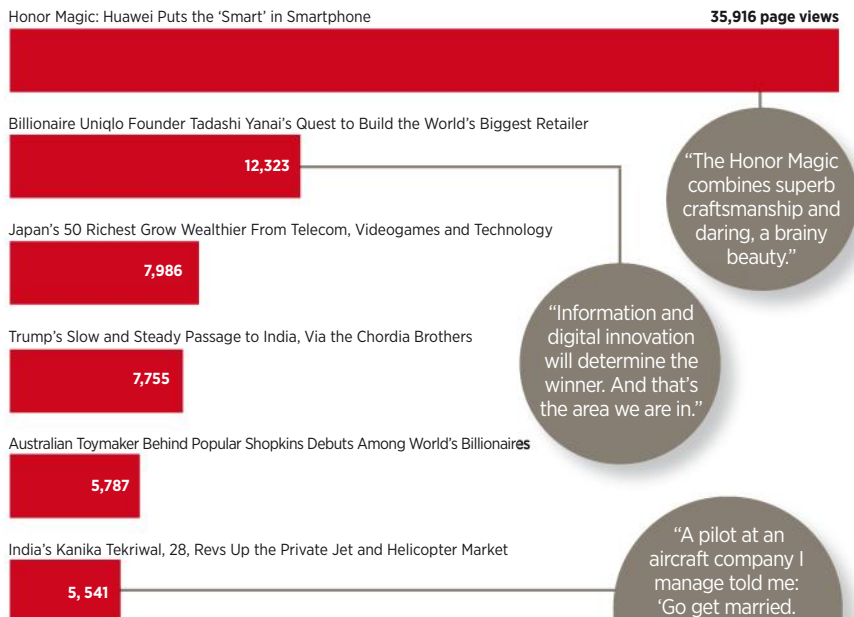 Honor Magic: Huawei Puts the ‘Smart’ in Smartphone
35,916 page views
Billionaire Uniqlo Founder Tadashi Yanai’s Quest to Build the World’s Biggest Retailer
12,323
“The Honor Magic
combines superb
craftsmanship and
daring, a brainy
beauty.”
Japan’s 50 Richest Grow Wealthier From Telecom, Videogames and Technology
7,986
“Information and
digital innovation
will determine the
winner. And that’s
the area we are in.”
Trump’s Slow and Steady Passage to India, Via the Chordia Brothers
7,755
Australian Toymaker Behind Popular Shopkins Debuts Among World’s Billionaires
5,787
India’s Kanika Tekriwal, 28, Revs Up the Private Jet and Helicopter Market
5, 541
“A pilot at an
aircraft company I
manage told me:
‘Go get married.